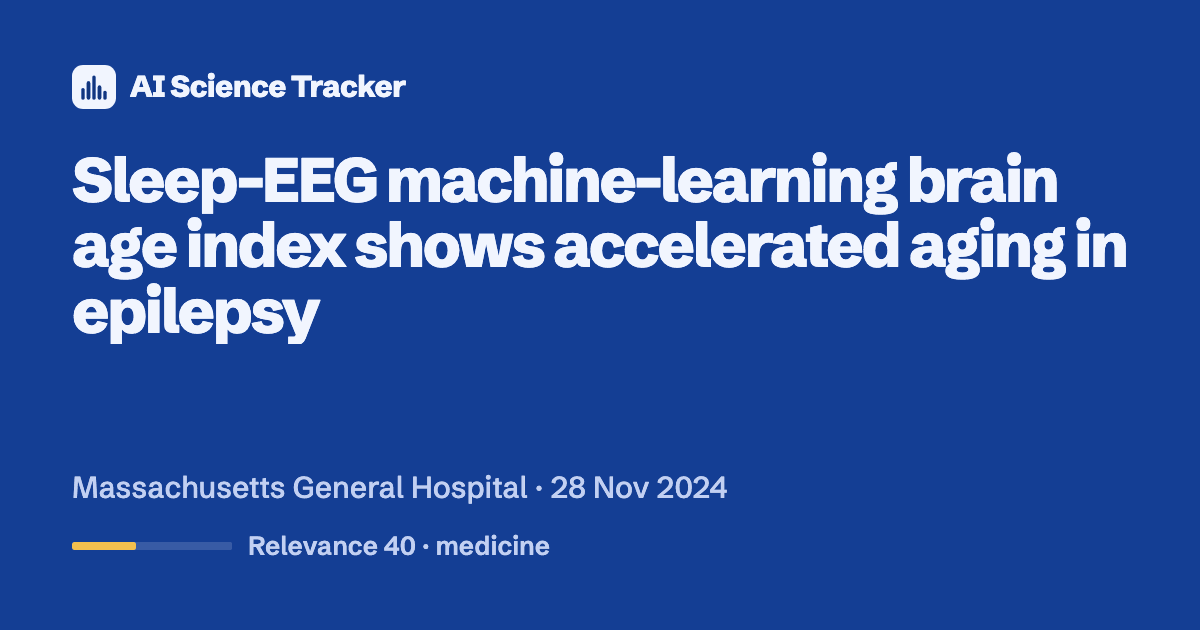 AI Science Tracker
Sleep-EEG machine-learning brain
age index shows accelerated aging in
epilepsy
Massachusetts General Hospital · 28 Nov 2024
Relevance 40 · medicine